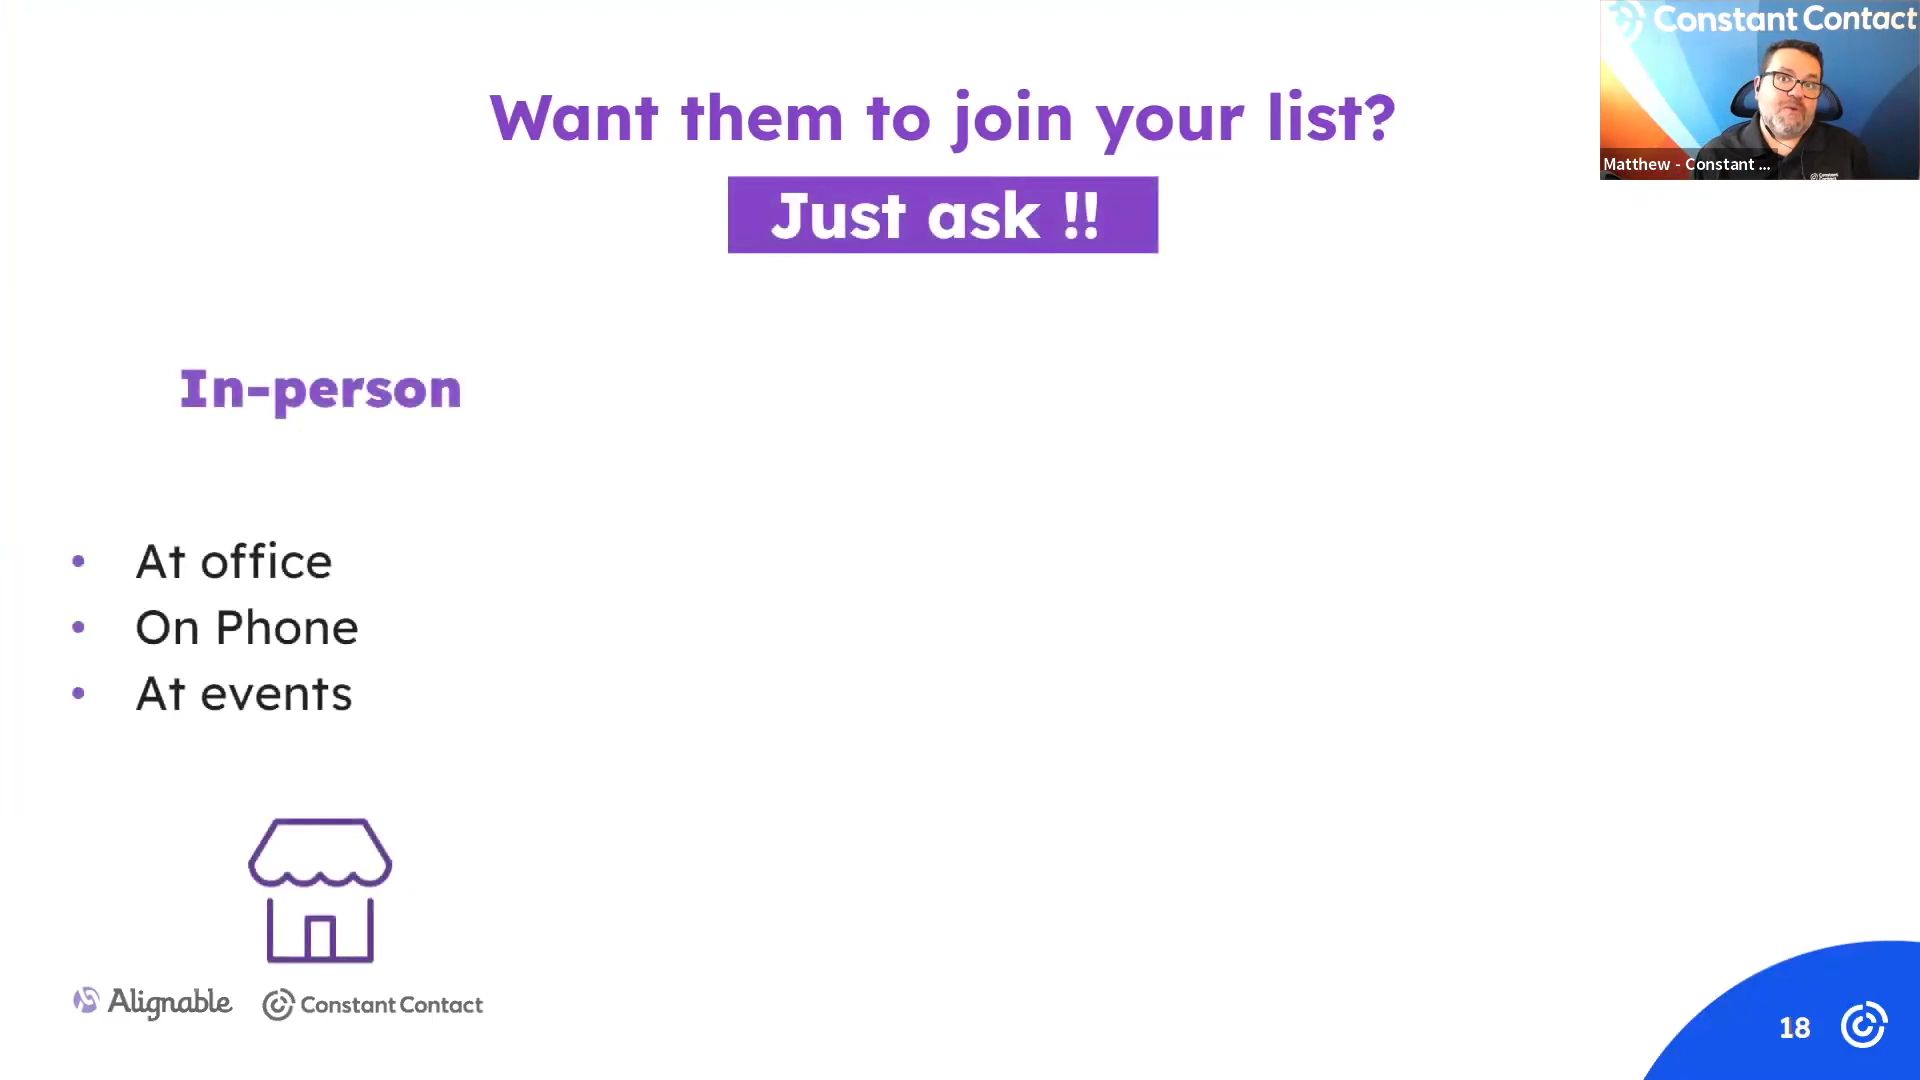 Constant Contact
Matthew - Constant ...
Want them to join your list?
Just ask !!
In-person
• At office
• On Phone
• At events
Alignable
Constant Contact
18